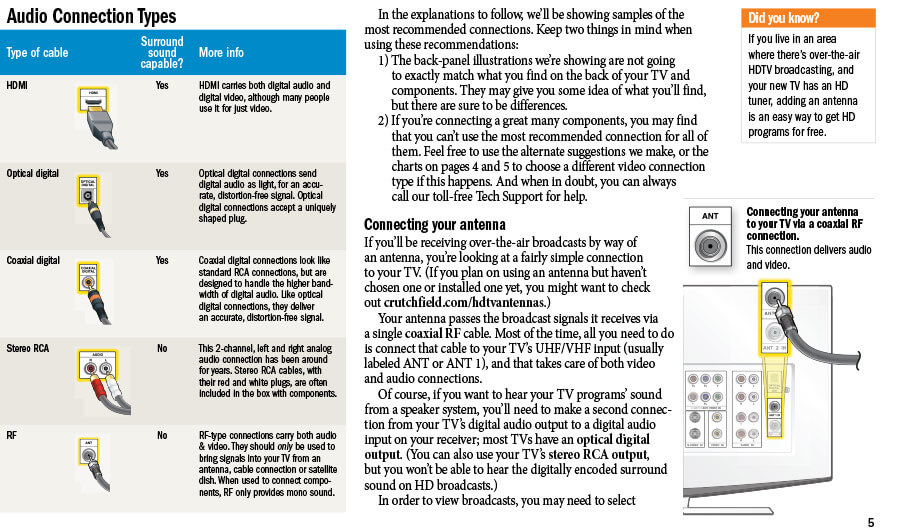 Audio Connection Types
Type of cable
Surround
sound
capable?
More info
HDMI
HDMI
Yes
HDMI carries both digital audio and
digital video, although many people
use it for just video.
Optical digital
OPTICAL
DIGITAL
Yes
Optical digital connections send
digital audio as light, for an accu-
rate, distortion-free signal. Optical
digital connections accept a uniquely
shaped plug.
Coaxial digital
COAXIAL
DIGITAL
Yes
Coaxial digital connections look like
standard RCA connections, but are
designed to handle the higher band-
width of digital audio. Like optical
digital connections, they deliver
an accurate, distortion-free signal.
Stereo RCA
AUDIO
R L
No
This 2-channel, left and right analog
audio connection has been around
for years. Stereo RCA cables, with
their red and white plugs, are often
included in the box with components.
RF
ANT
No
RF-type connections carry both audio
& video. They should only be used to
bring signals into your TV from an
antenna, cable connection or satellite
dish. When used to connect compo-
nents, RF only provides mono sound.
In the explanations to follow, we'll be showing samples of the
most recommended connections. Keep two things in mind when
using these recommendations:
1) The back-panel illustrations we're showing are not going
to exactly match what you find on the back of your TV and
components. They may give you some idea of what you'll find,
but there are sure to be differences.
2) If you're connecting a great many components, you may find
that you can't use the most recommended connection for all of
them. Feel free to use the alternate suggestions we make, or the
charts on pages 4 and 5 to choose a different video connection
type if this happens. And when in doubt, you can always
call our toll-free Tech Support for help.
Connecting your antenna
If you'll be receiving over-the-air broadcasts by way of
an antenna, you're looking at a fairly simple connection
to your TV. (If you plan on using an antenna but haven't
chosen one or installed one yet, you might want to check
out crutchfield.com/hdtvantennas.)
Your antenna passes the broadcast signals it receives via
a single coaxial RF cable. Most of the time, all you need to do
is connect that cable to your TV's UHF/VHF input (usually
labeled ANT or ANT 1), and that takes care of both video
and audio connections.
Of course, if you want to hear your TV programs' sound
from a speaker system, you'll need to make a second connec-
tion from your TV's digital audio output to a digital audio
input on your receiver; most TVs have an optical digital
output. (You can also use your TV's stereo RCA output,
but you won't be able to hear the digitally encoded surround
sound on HD broadcasts.)
In order to view broadcasts, you may need to select
Did you know?
If you live in an area
where there's over-the-air
HDTV broadcasting, and
your new TV has an HD
tuner, adding an antenna
is an easy way to get HD
programs for free.
ANT
Connecting your antenna
to your TV via a coaxial RF
connection.
This connection delivers audio
and video.
ANT 2 IN
5